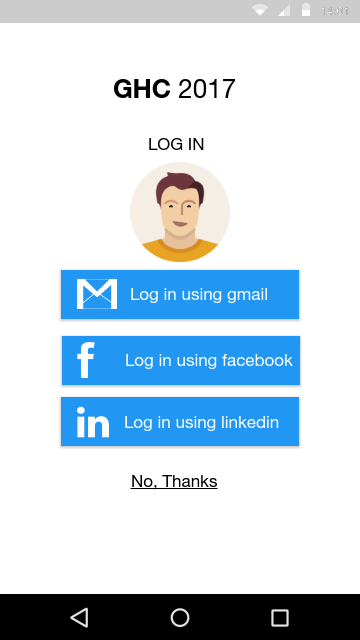 14:01
GHC 2017
LOG IN
Log in using gmail
Log in using facebook
Log in using linkedin
No, Thanks